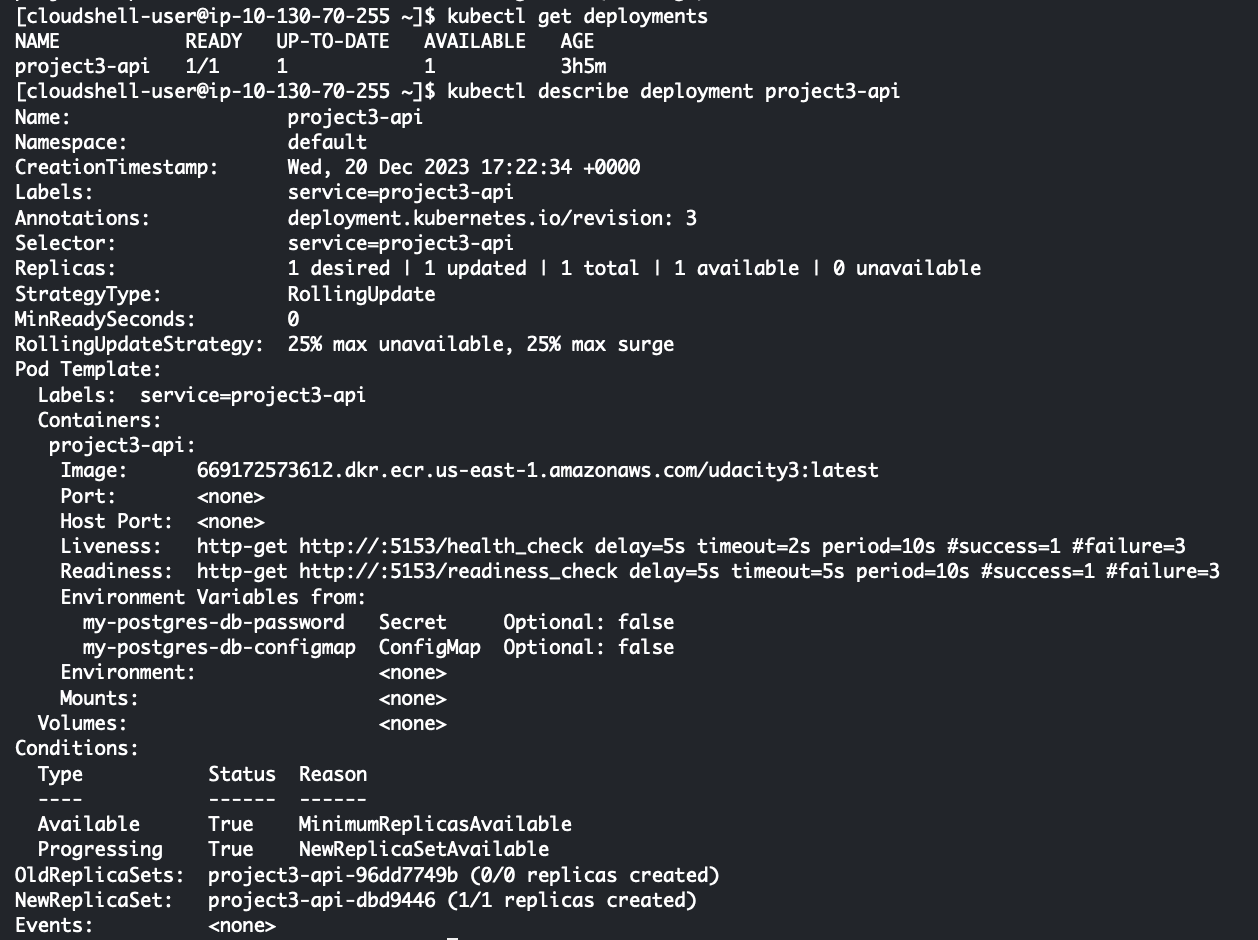 [cloudshell-user@ip-10-130-70-255 ~]$ kubectl get deployments
NAME           READY   UP-TO-DATE   AVAILABLE   AGE
project3-api   1/1     1            1           3h5m
[cloudshell-user@ip-10-130-70-255 ~]$ kubectl describe deployment project3-api
Name:                   project3-api
Namespace:              default
CreationTimestamp:      Wed, 20 Dec 2023 17:22:34 +0000
Labels:                 service=project3-api
Annotations:            deployment.kubernetes.io/revision: 3
Selector:               service=project3-api
Replicas:               1 desired | 1 updated | 1 total | 1 available | 0 unavailable
StrategyType:           RollingUpdate
MinReadySeconds:        0
RollingUpdateStrategy:  25% max unavailable, 25% max surge
Pod Template:
  Labels:  service=project3-api
  Containers:
   project3-api:
    Image:      669172573612.dkr.ecr.us-east-1.amazonaws.com/udacity3:latest
    Port:       <none>
    Host Port:  <none>
    Liveness:   http-get http://:5153/health_check delay=5s timeout=2s period=10s #success=1 #failure=3
    Readiness:  http-get http://:5153/readiness_check delay=5s timeout=5s period=10s #success=1 #failure=3
    Environment Variables from:
      my-postgres-db-password   Secret     Optional: false
      my-postgres-db-configmap  ConfigMap  Optional: false
    Environment:                <none>
    Mounts:                     <none>
  Volumes:                      <none>
Conditions:
  Type           Status  Reason
  ----           ------  ------
  Available      True    MinimumReplicasAvailable
  Progressing    True    NewReplicaSetAvailable
OldReplicaSets:  project3-api-96dd7749b (0/0 replicas created)
NewReplicaSet:   project3-api-dbd9446 (1/1 replicas created)
Events:          <none>